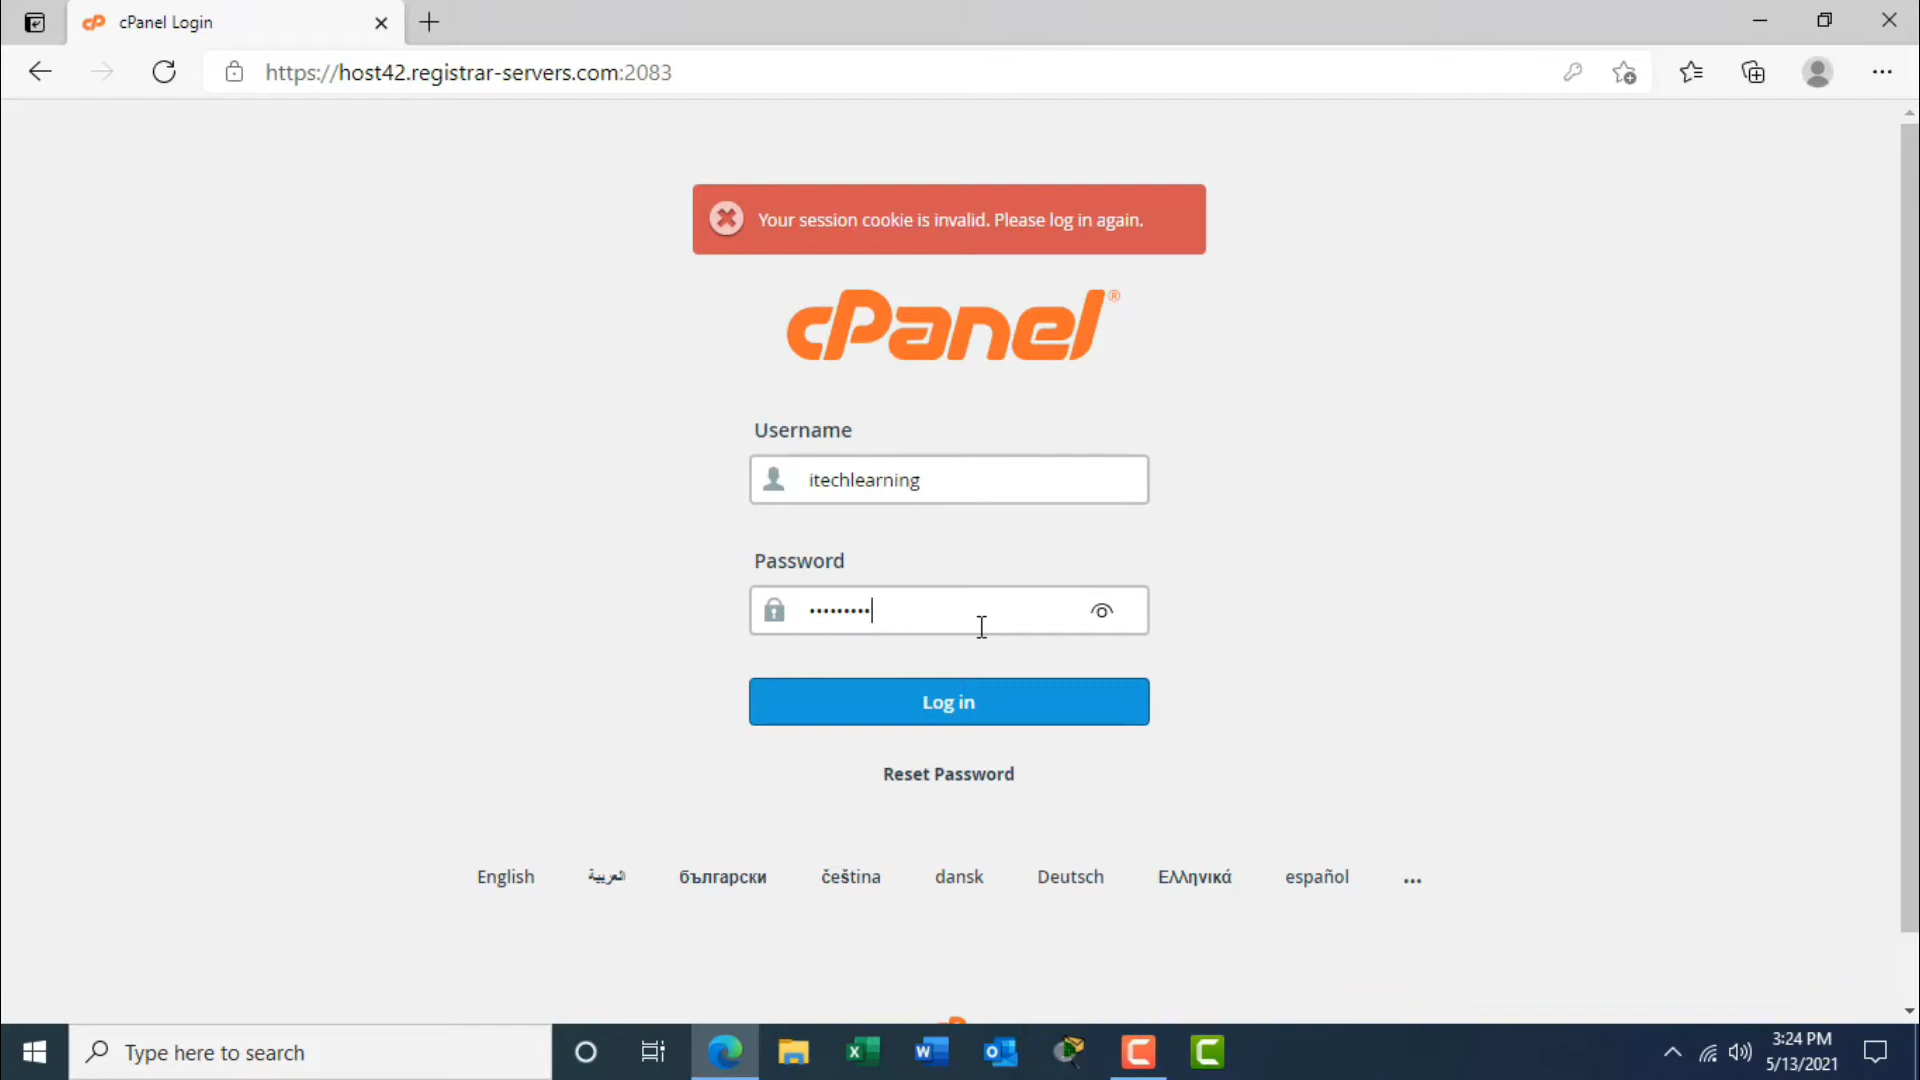 cPanel Login
https://host42.registrar-servers.com:2083
Your session cookie is invalid. Please log in again.
cPanel®
Username
itechlearning
Password
•••••••••
Log in
Reset Password
English العربية български čeština dansk Deutsch Ελληνικά español ...
Type here to search
3:24 PM
5/13/2021